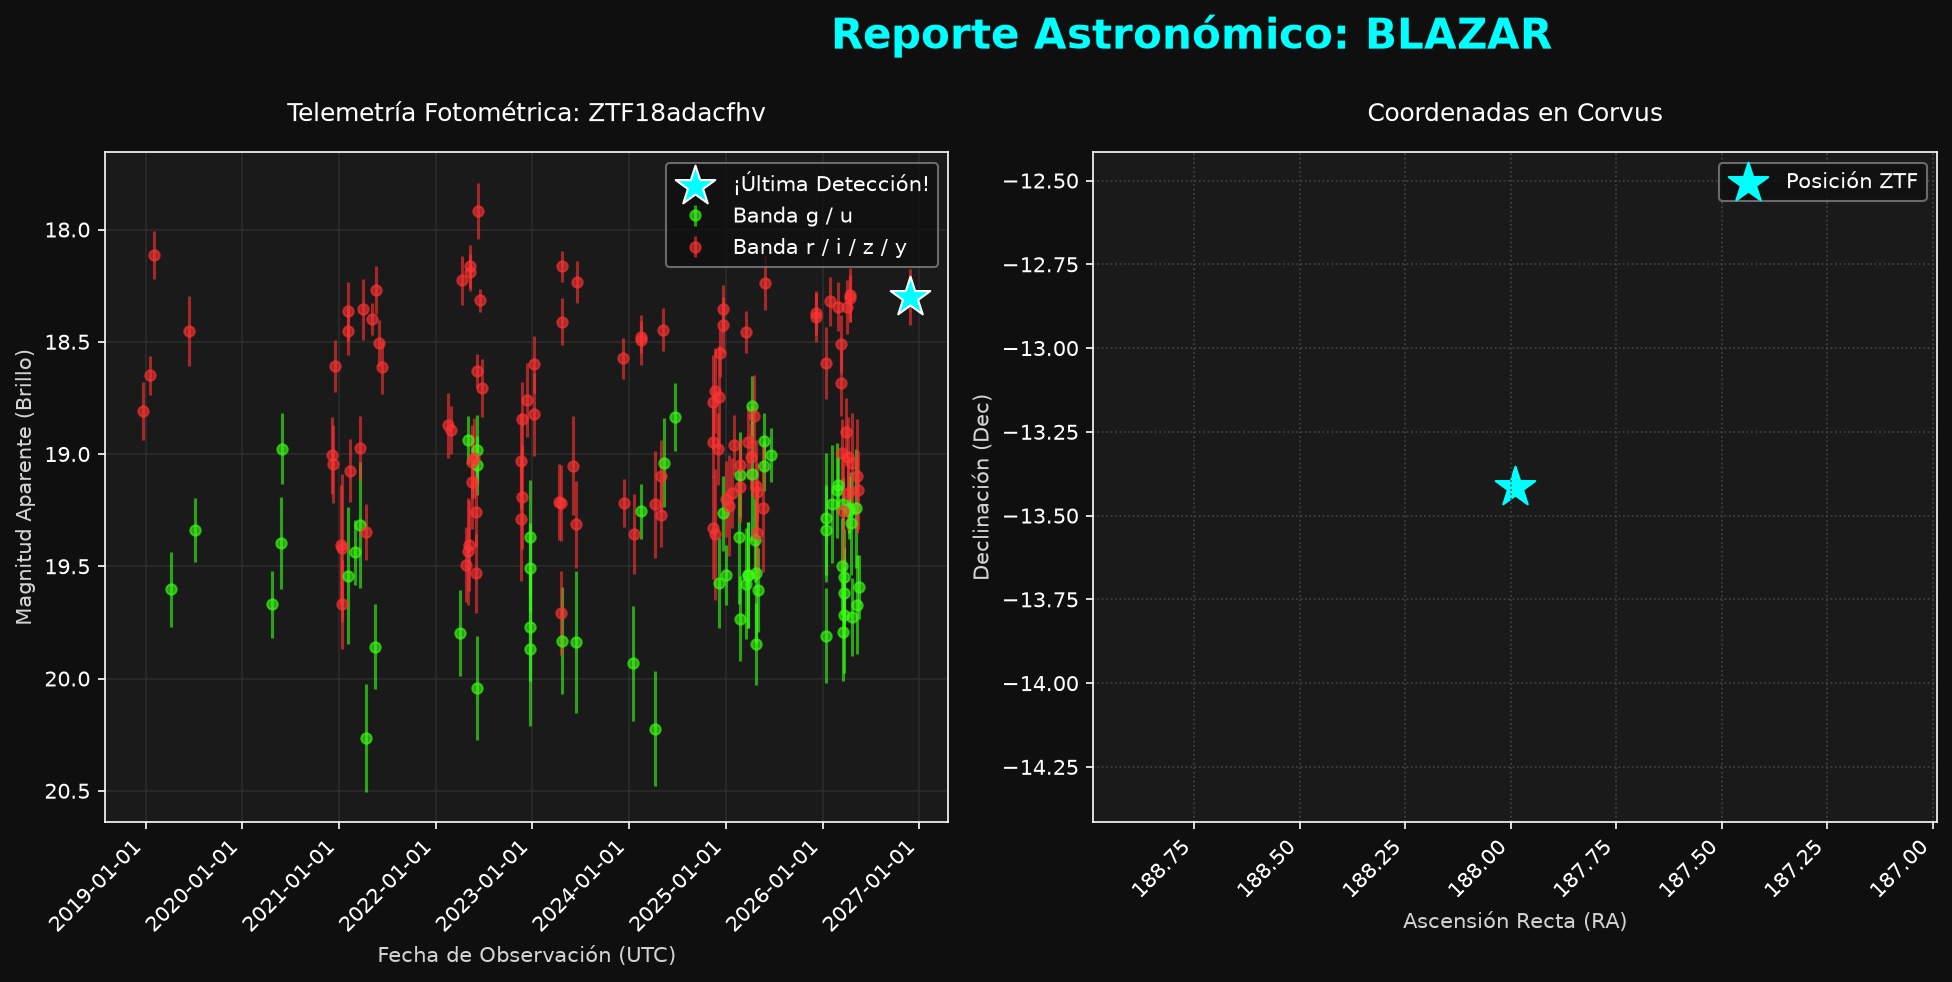 Reporte Astronómico: BLAZAR
Telemetría Fotométrica: ZTF18adacfhv
¡Última Detección!
Banda g / u
Banda r / i / z / y
Magnitud Aparente (Brillo)
18.0
18.5
19.0
19.5
20.0
20.5
2019-01-01
2020-01-01
2021-01-01
2022-01-01
2023-01-01
2024-01-01
2025-01-01
2026-01-01
2027-01-01
Fecha de Observación (UTC)
Coordenadas en Corvus
Posición ZTF
Declinación (Dec)
−12.50
−12.75
−13.00
−13.25
−13.50
−13.75
−14.00
−14.25
188.75
188.50
188.25
188.00
187.75
187.50
187.25
187.00
Ascensión Recta (RA)